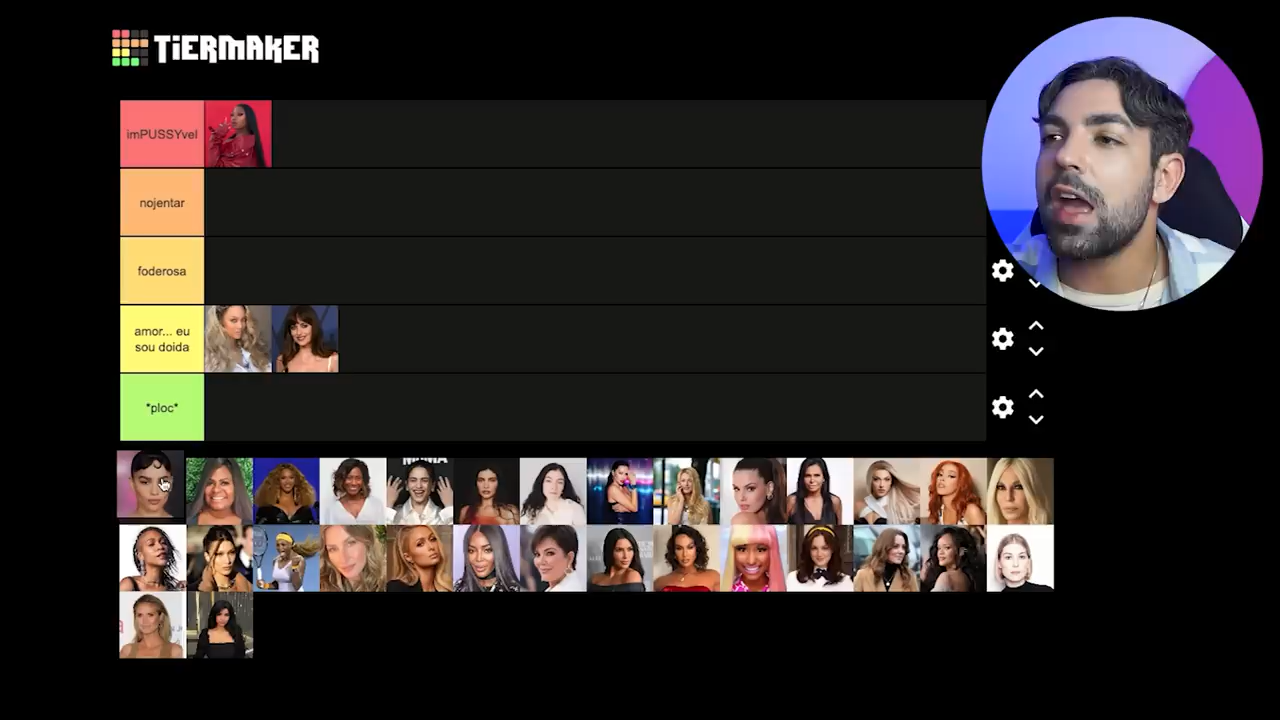 TiERMAKER
imPUSSYvel
nojentar
foderosa
amor... eu
sou doida
*ploc*